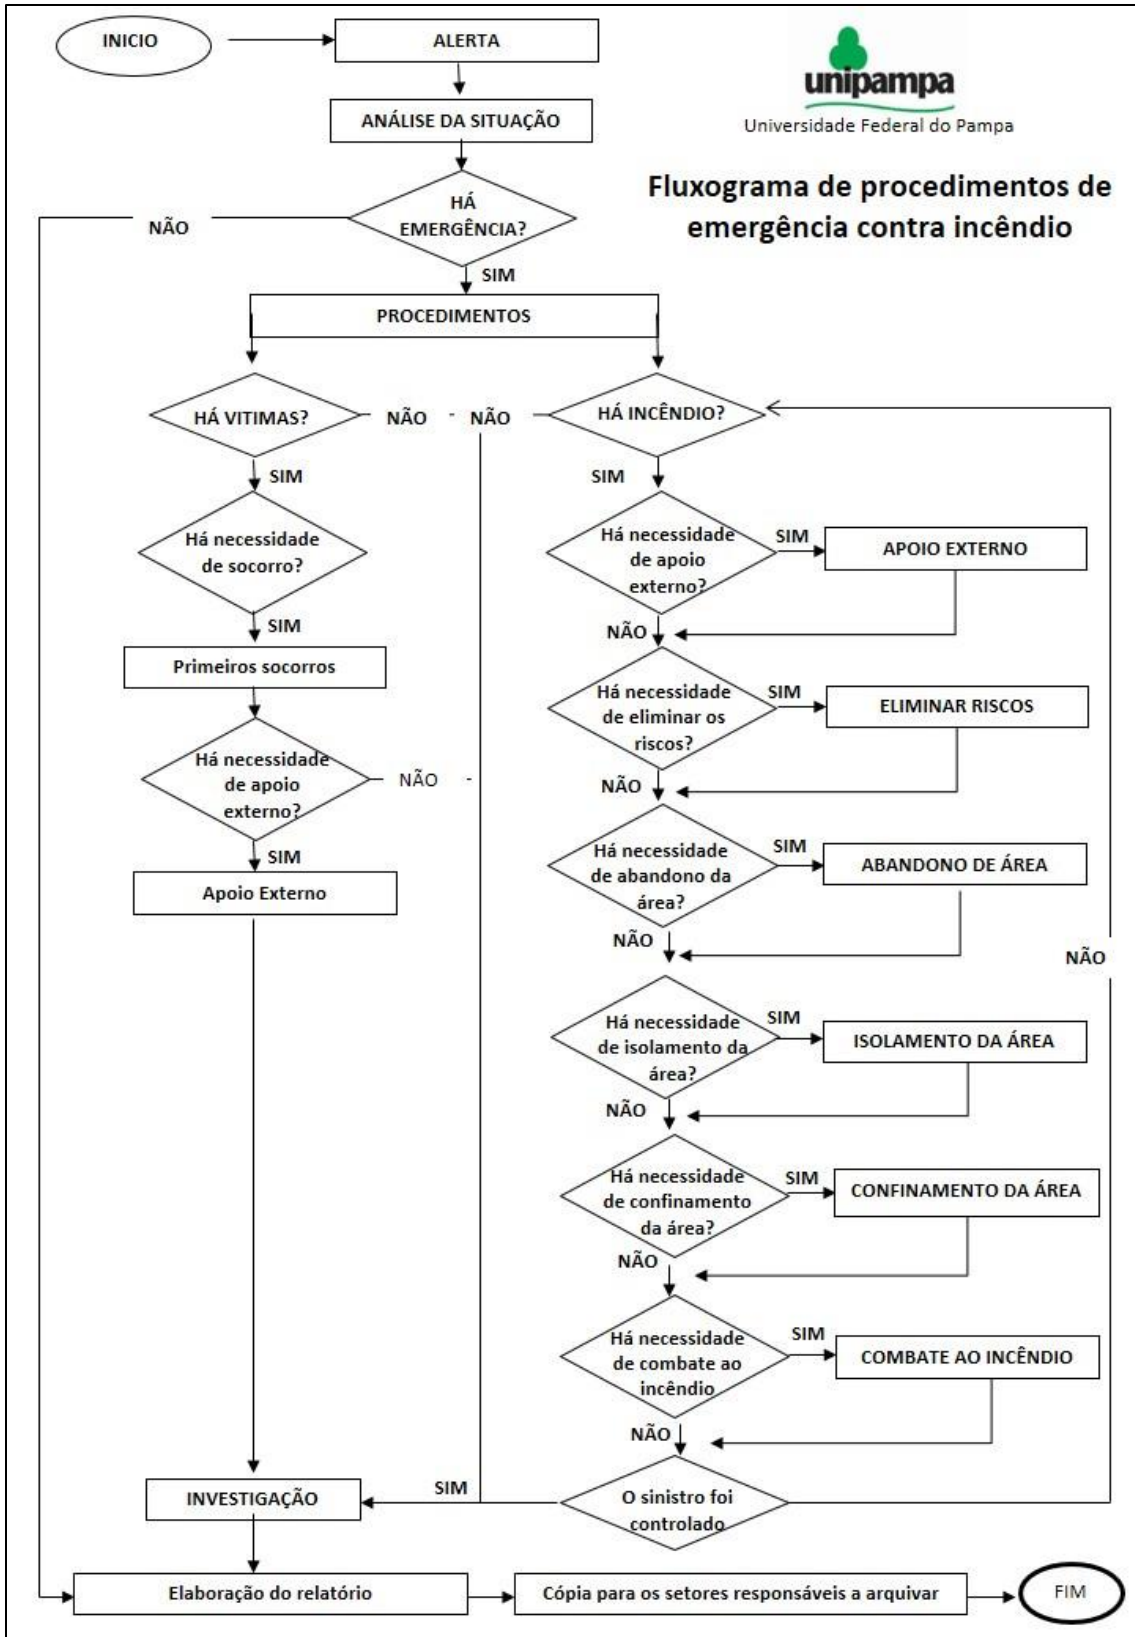 INICIO
ALERTA
unipampa
Universidade Federal do Pampa
ANÁLISE DA SITUAÇÃO
Fluxograma de procedimentos de
emergência contra incêndio
HÁ
EMERGÊNCIA?
NÃO
SIM
PROCEDIMENTOS
HÁ VITIMAS?
NÃO
NÃO
HÁ INCÊNDIO?
SIM
SIM
Há necessidade
de socorro?
Há necessidade
de apoio
externo?
SIM
APOIO EXTERNO
SIM
NÃO
Primeiros socorros
Há necessidade
de eliminar os
riscos?
SIM
ELIMINAR RISCOS
Há necessidade
de apoio
externo?
NÃO
NÃO
SIM
Apoio Externo
Há necessidade
de abandono da
área?
SIM
ABANDONO DE ÁREA
NÃO
NÃO
Há necessidade
de isolamento da
área?
SIM
ISOLAMENTO DA ÁREA
NÃO
Há necessidade
de confinamento
da área?
SIM
CONFINAMENTO DA ÁREA
NÃO
Há necessidade
de combate ao
incêndio
SIM
COMBATE AO INCÊNDIO
NÃO
INVESTIGAÇÃO
SIM
O sinistro foi
controlado
Elaboração do relatório
Cópia para os setores responsáveis a arquivar
FIM